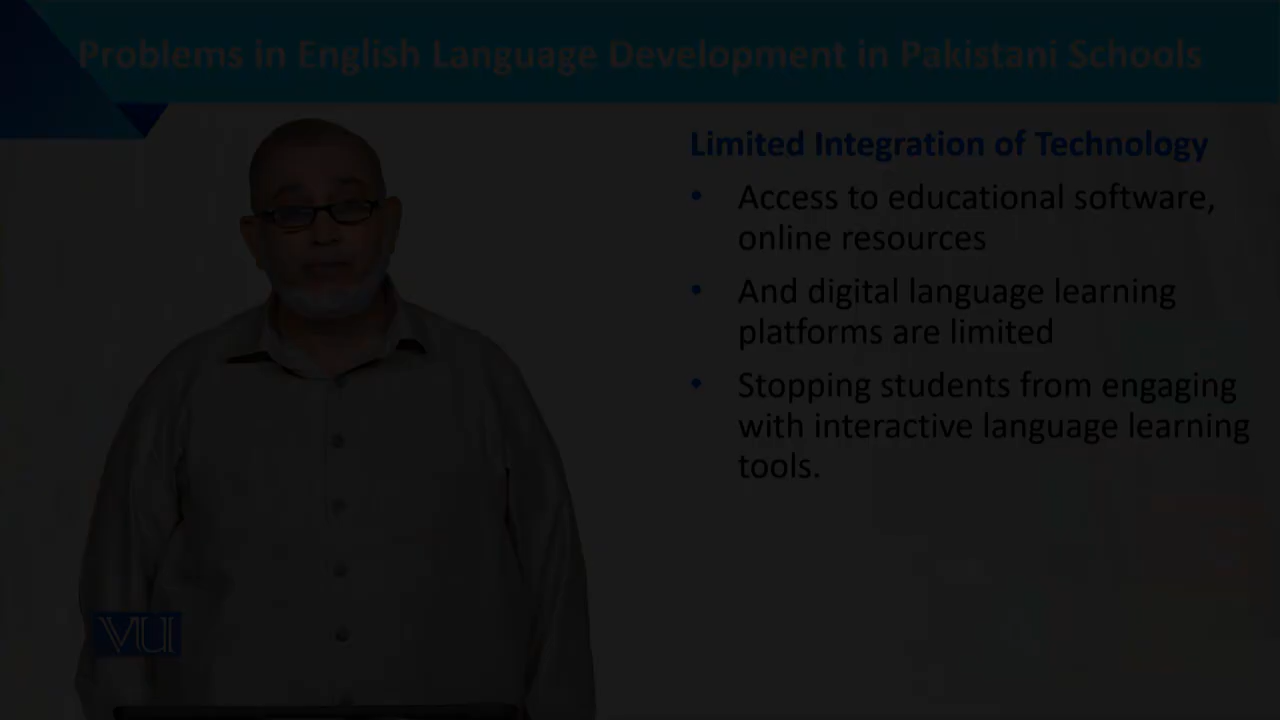 Problems in English Language Development in Pakistani Schools
Limited Integration of Technology
• Access to educational software,
online resources
• And digital language learning
platforms are limited
• Stopping students from engaging
with interactive language learning
tools.
VU